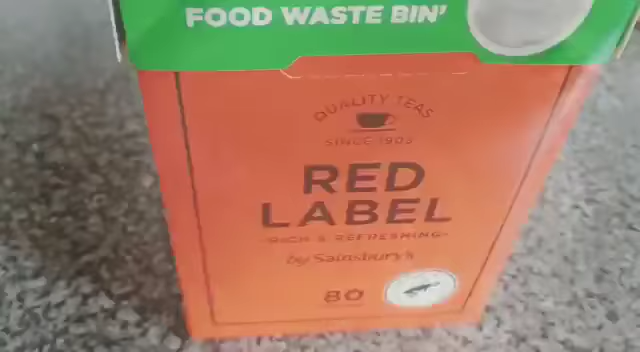 FOOD WASTE BIN'
QUALITY TEAS
SINCE 1903
RED
LABEL
·RICH & REFRESHING·
by Sainsbury's
80